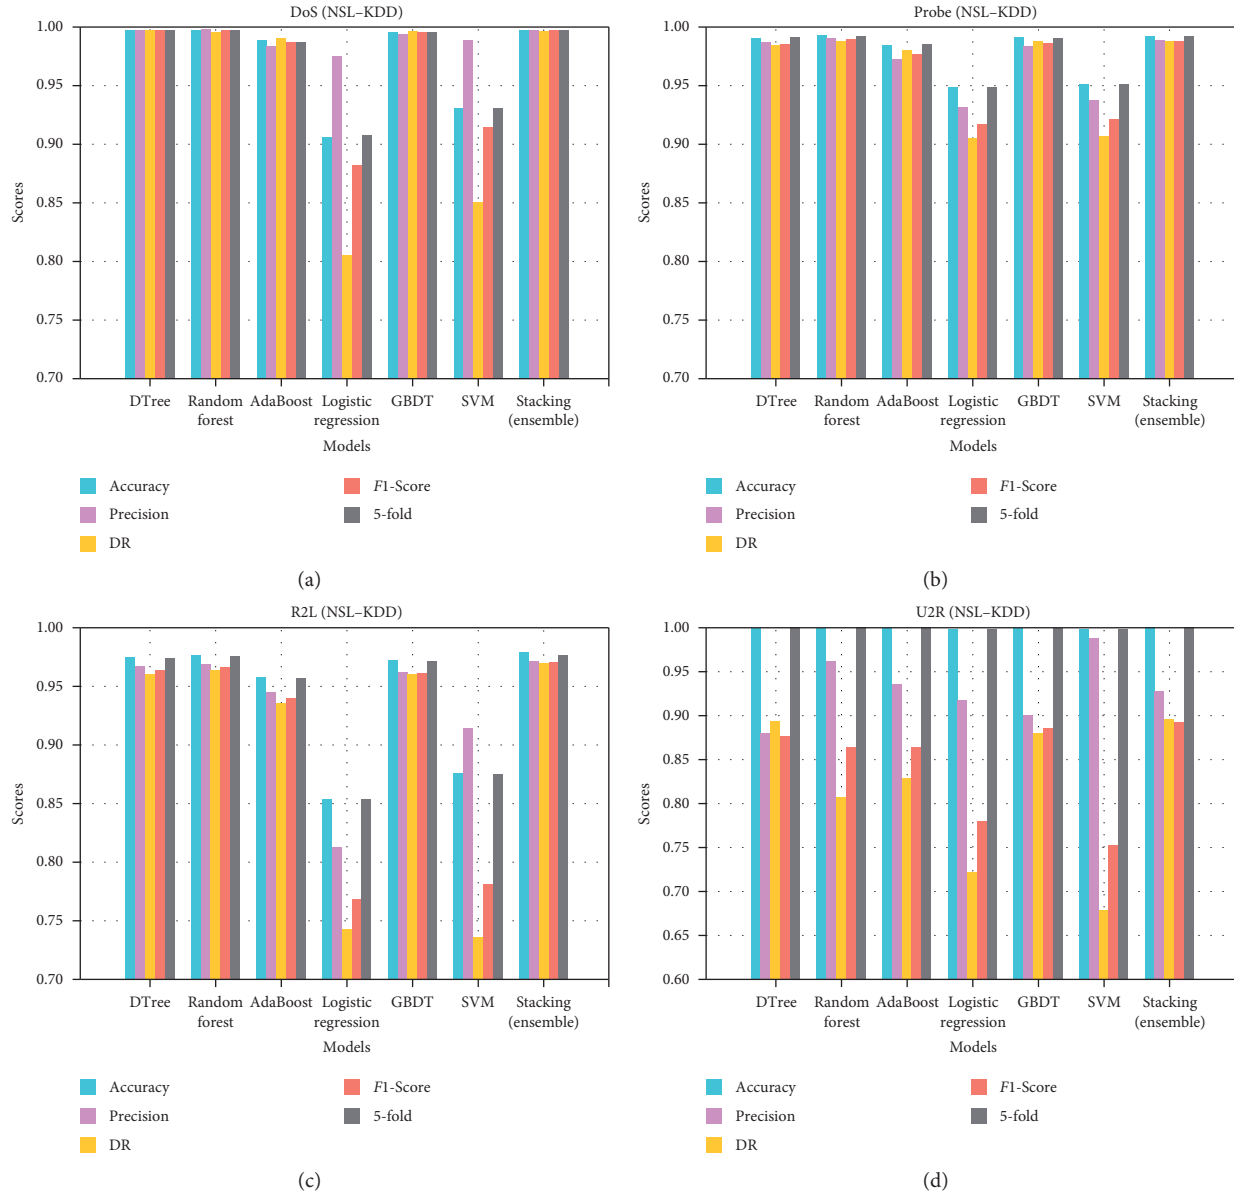 DoS (NSL–KDD)
1.00
0.95
0.90
0.85
0.80
0.75
0.70
Scores
DTree
Random
forest
AdaBoost
Logistic
regression
GBDT
SVM
Stacking
(ensemble)
Models
Accuracy
Precision
DR
F1-Score
5-fold
(a)
Probe (NSL–KDD)
1.00
0.95
0.90
0.85
0.80
0.75
0.70
Scores
DTree
Random
forest
AdaBoost
Logistic
regression
GBDT
SVM
Stacking
(ensemble)
Models
Accuracy
Precision
DR
F1-Score
5-fold
(b)
R2L (NSL–KDD)
1.00
0.95
0.90
0.85
0.80
0.75
0.70
Scores
DTree
Random
forest
AdaBoost
Logistic
regression
GBDT
SVM
Stacking
(ensemble)
Models
Accuracy
Precision
DR
F1-Score
5-fold
(c)
U2R (NSL–KDD)
1.00
0.95
0.90
0.85
0.80
0.75
0.70
0.65
0.60
Scores
DTree
Random
forest
AdaBoost
Logistic
regression
GBDT
SVM
Stacking
(ensemble)
Models
Accuracy
Precision
DR
F1-Score
5-fold
(d)